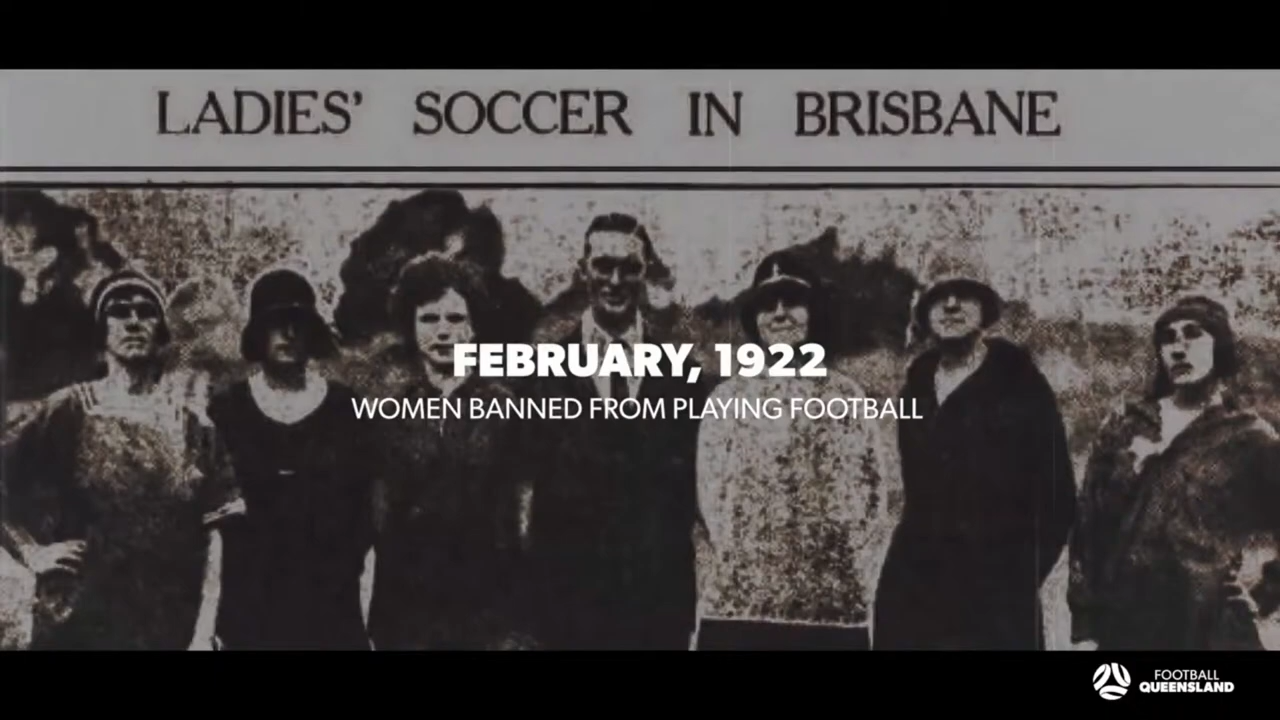 LADIES' SOCCER IN BRISBANE
FEBRUARY, 1922
WOMEN BANNED FROM PLAYING FOOTBALL
FOOTBALL
QUEENSLAND